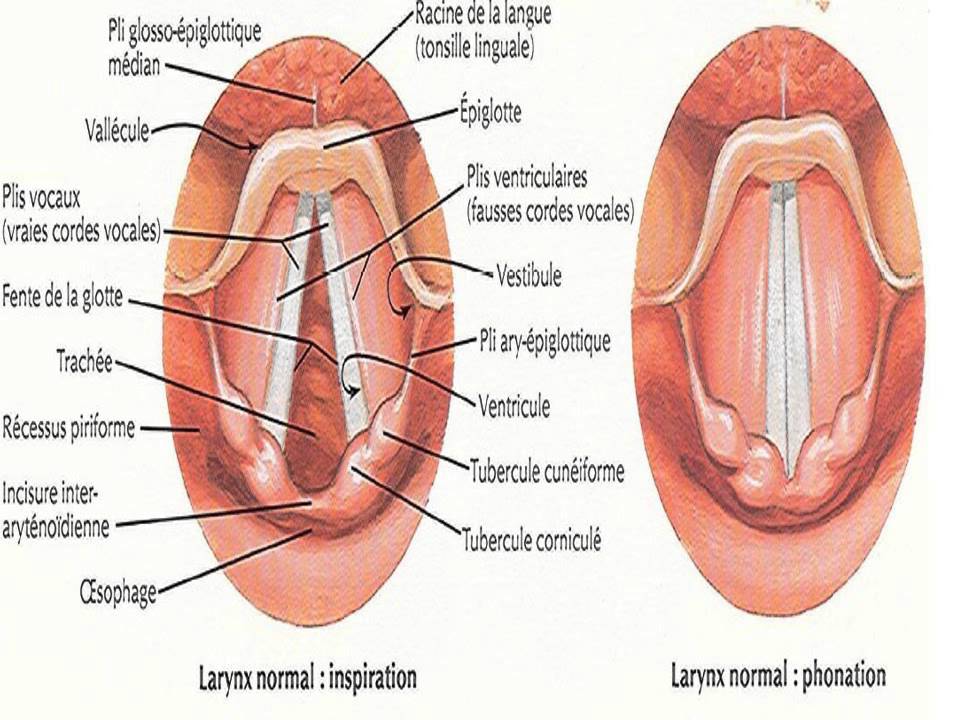 Pli glosso-épiglottique
médian
Vallécule
Plis vocaux
(vraies cordes vocales)
Fente de la glotte
Trachée
Récessus piriforme
Incisure inter-
aryténoïdienne
Œsophage
Racine de la langue
(tonsille linguale)
Épiglotte
Plis ventriculaires
(fausses cordes vocales)
Vestibule
Pli ary-épiglottique
Ventricule
Tubercule cunéiforme
Tubercule corniculé
Larynx normal : inspiration
Larynx normal : phonation